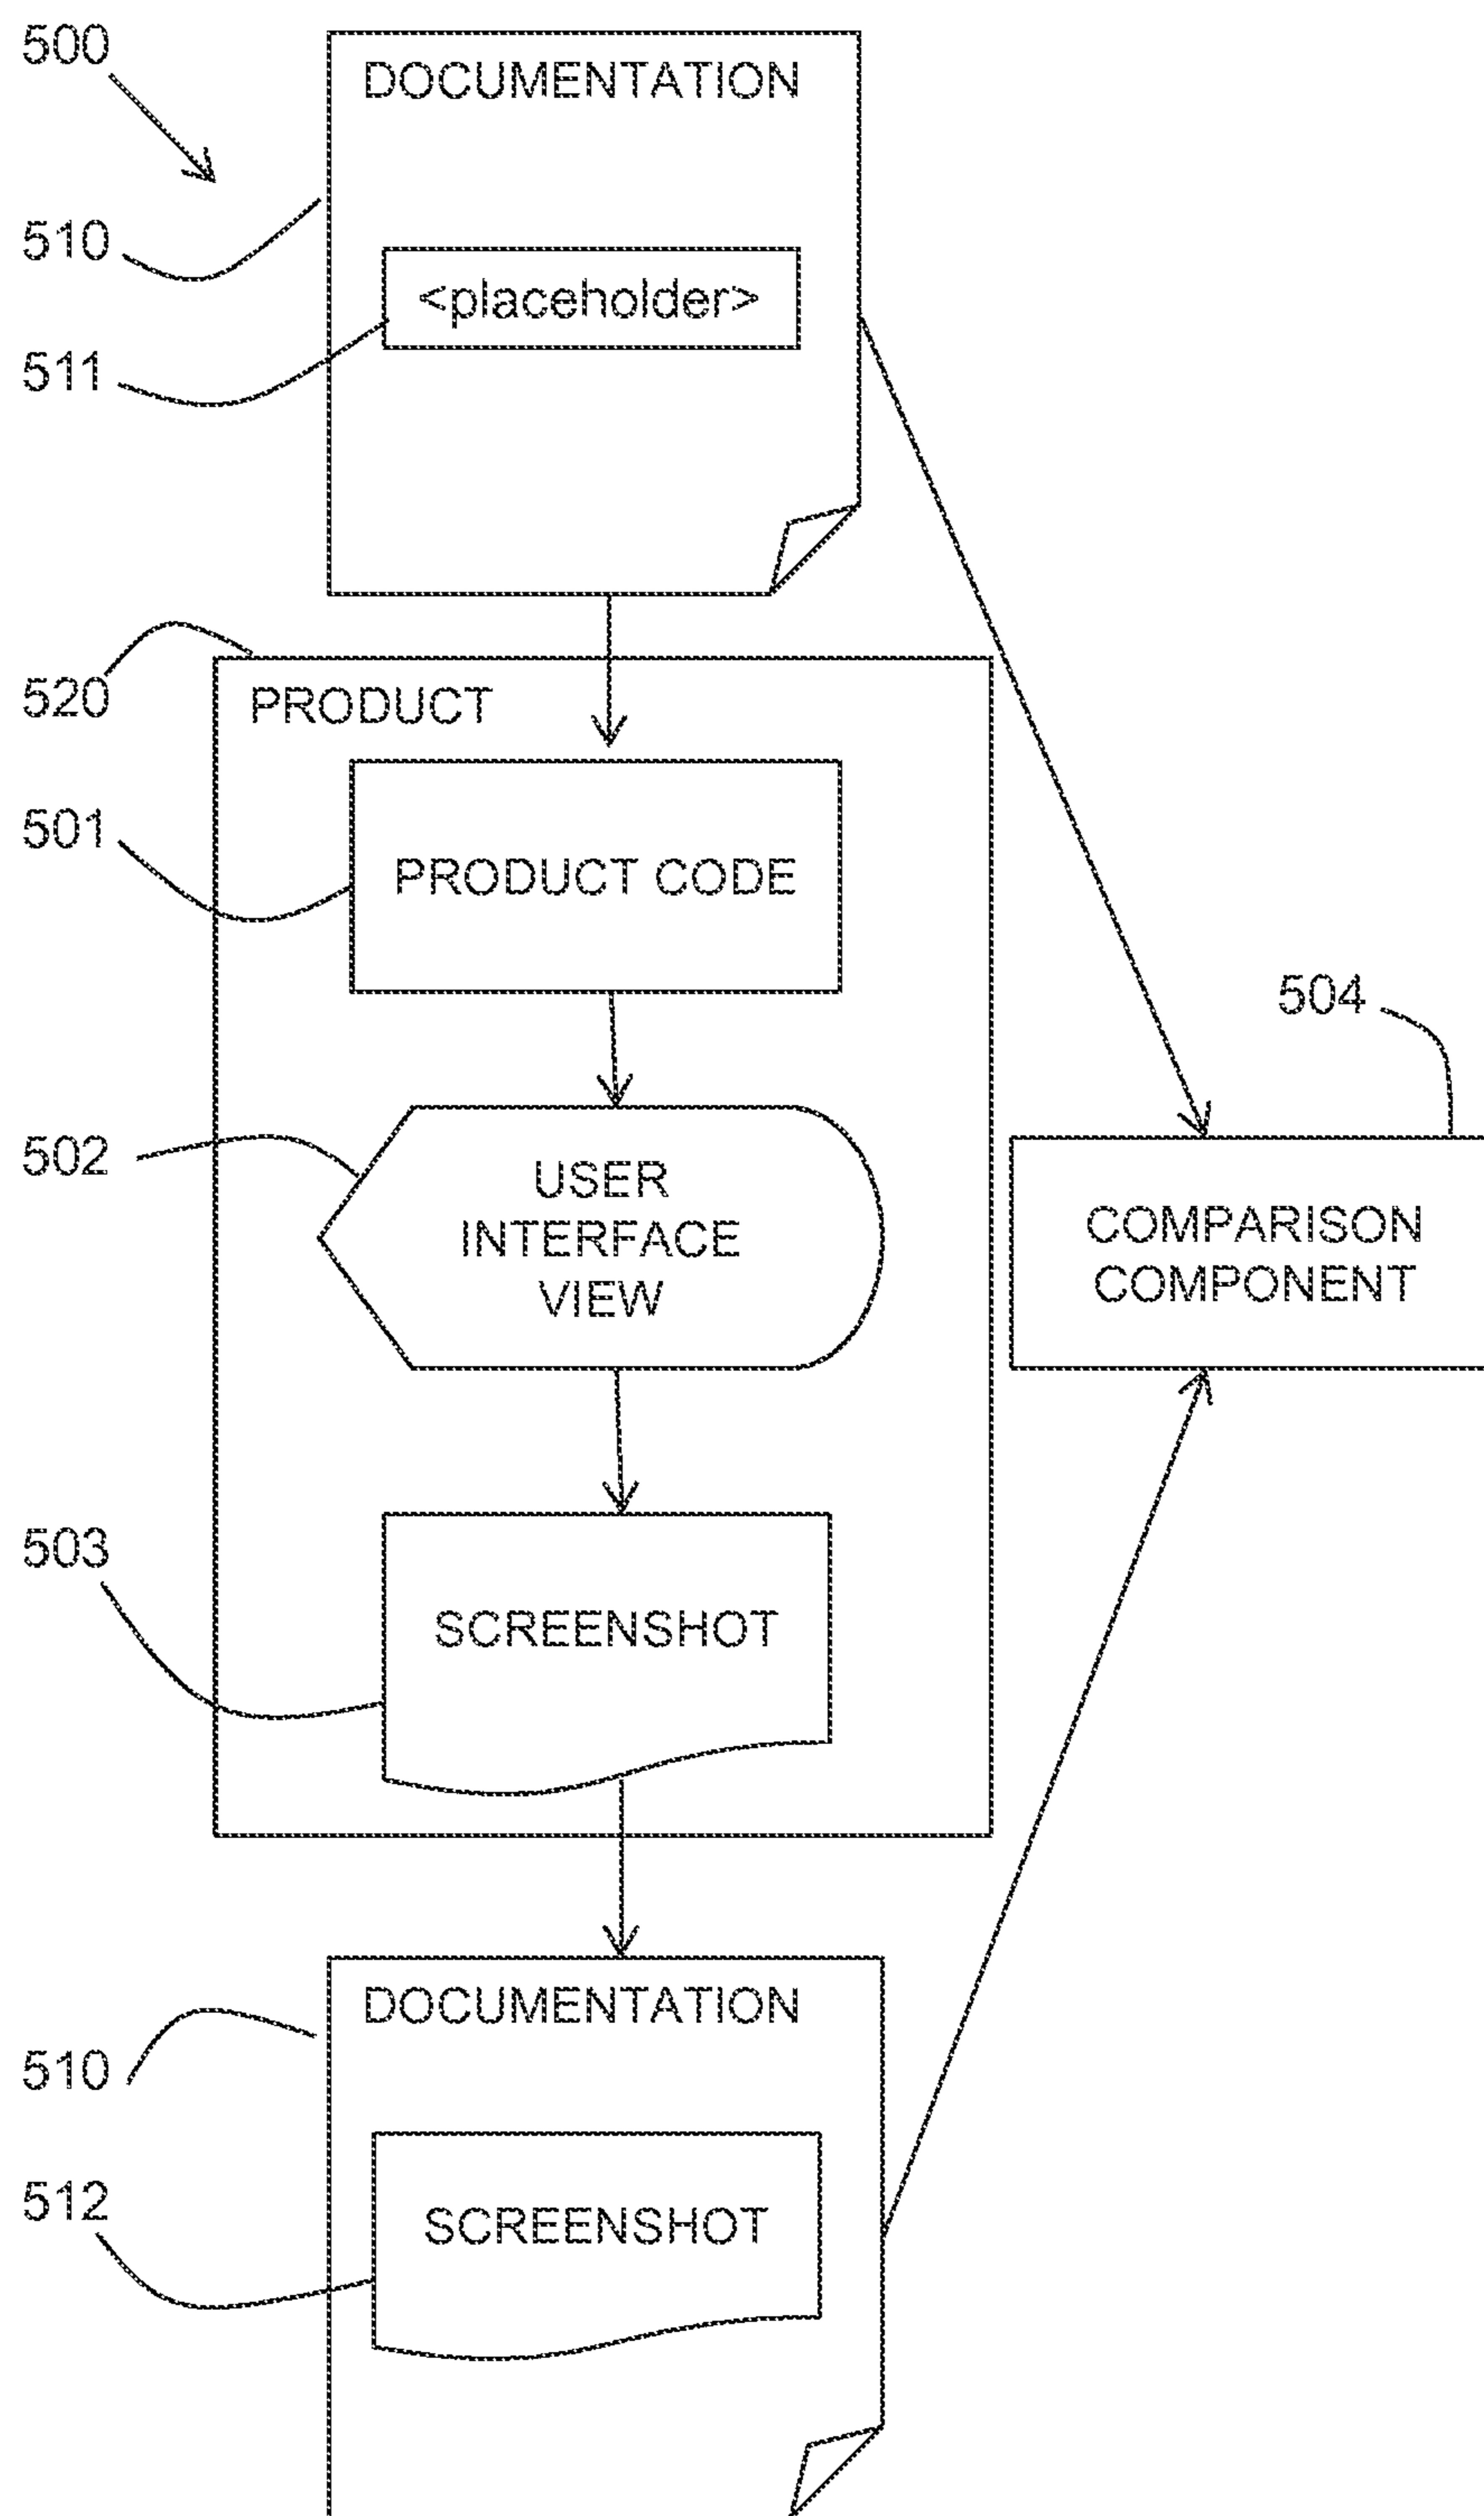 500
DOCUMENTATION
510
<placeholder>
511
520
PRODUCT
501
PRODUCT CODE
504
502
USER
INTERFACE
VIEW
COMPARISON
COMPONENT
503
SCREENSHOT
DOCUMENTATION
510
512
SCREENSHOT